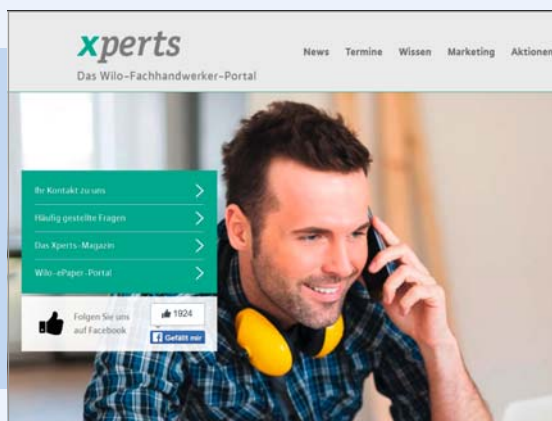 xperts
Das Wilo-Fachhandwerker-Portal
News Termine Wissen Marketing Aktionen
Ihr Kontakt zu uns
Häufig gestellte Fragen
Das Xperts-Magazin
Wilo-ePaper-Portal
Folgen Sie uns
auf Facebook
1924
Gefällt mir